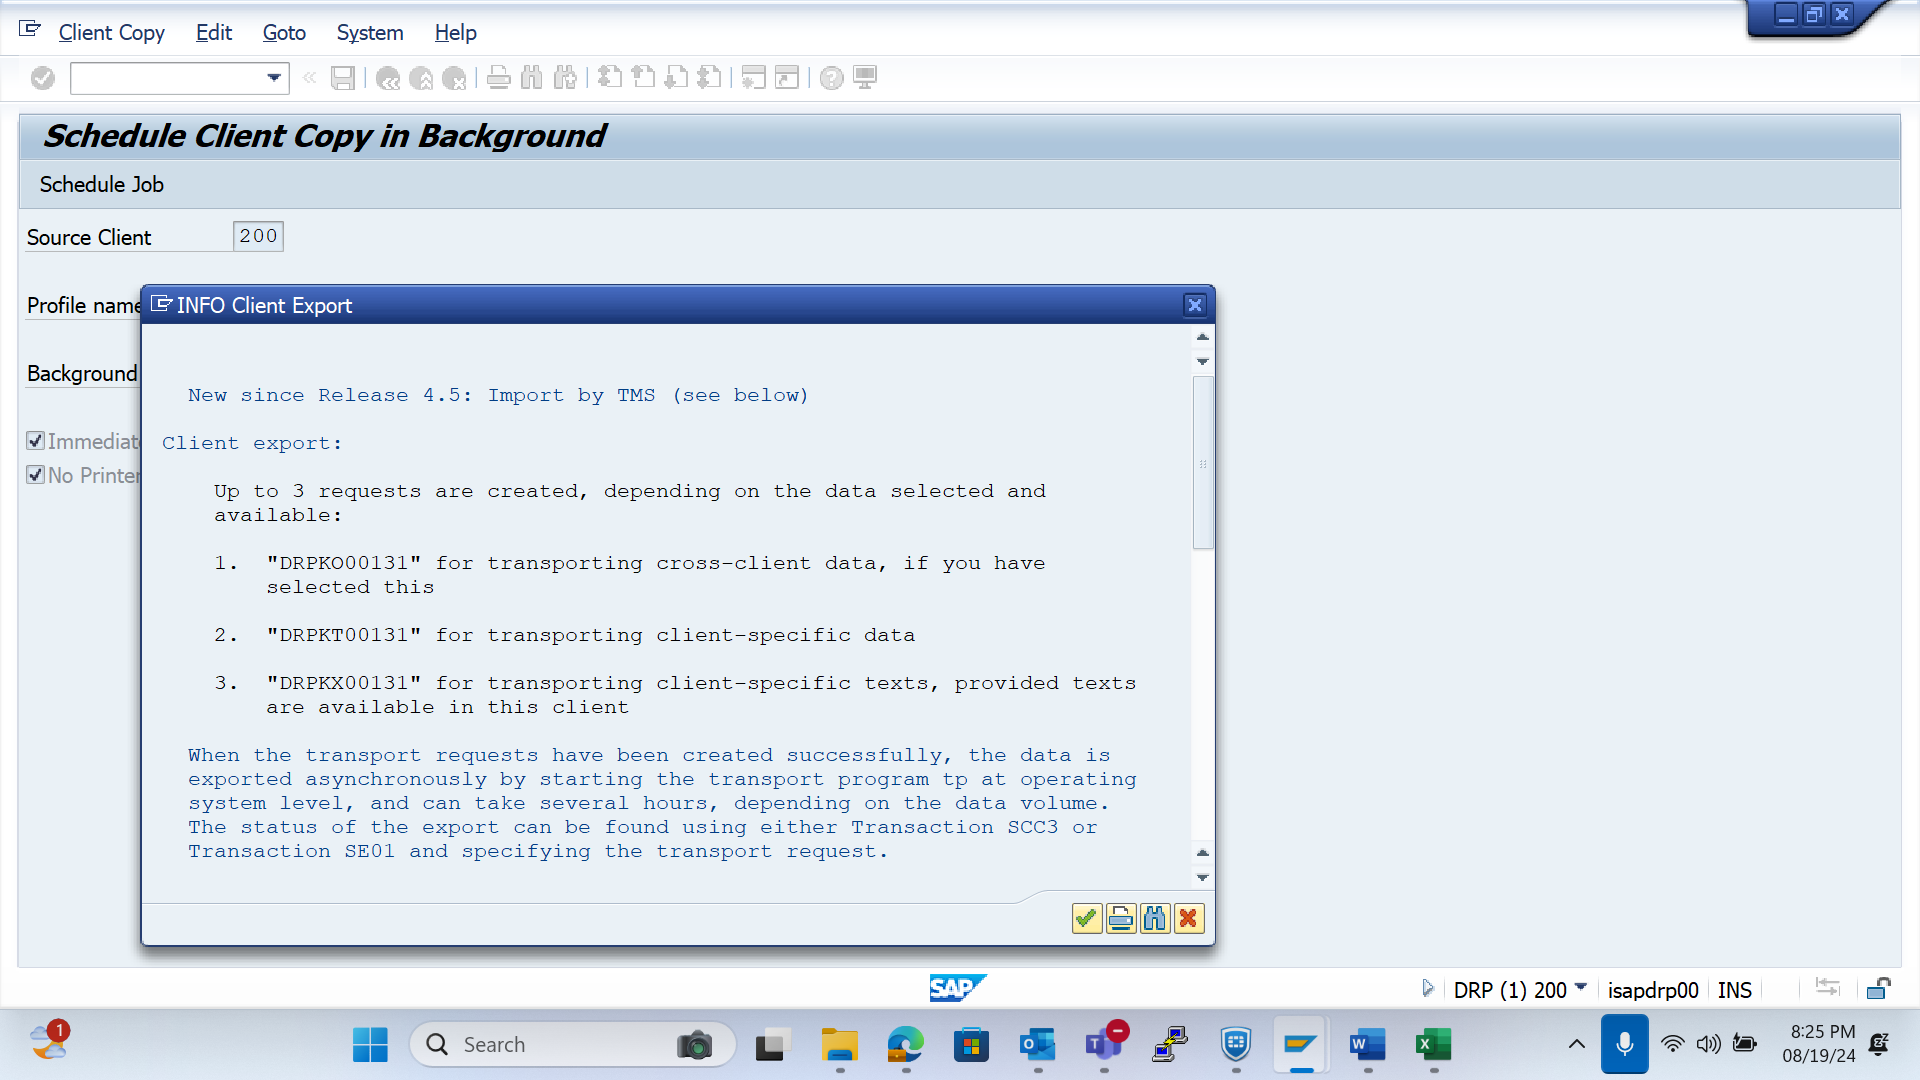 Client Copy Edit Goto System Help
Schedule Client Copy in Background
Schedule Job
Source Client 200
Profile name
Background
Immediat
No Printer
INFO Client Export
New since Release 4.5: Import by TMS (see below)
Client export:
Up to 3 requests are created, depending on the data selected and
available:
1. "DRPKO00131" for transporting cross-client data, if you have
selected this
2. "DRPKT00131" for transporting client-specific data
3. "DRPKX00131" for transporting client-specific texts, provided texts
are available in this client
When the transport requests have been created successfully, the data is
exported asynchronously by starting the transport program tp at operating
system level, and can take several hours, depending on the data volume.
The status of the export can be found using either Transaction SCC3 or
Transaction SE01 and specifying the transport request.
SAP
DRP (1) 200 isapdrp00 INS
1
Search
8:25 PM
08/19/24